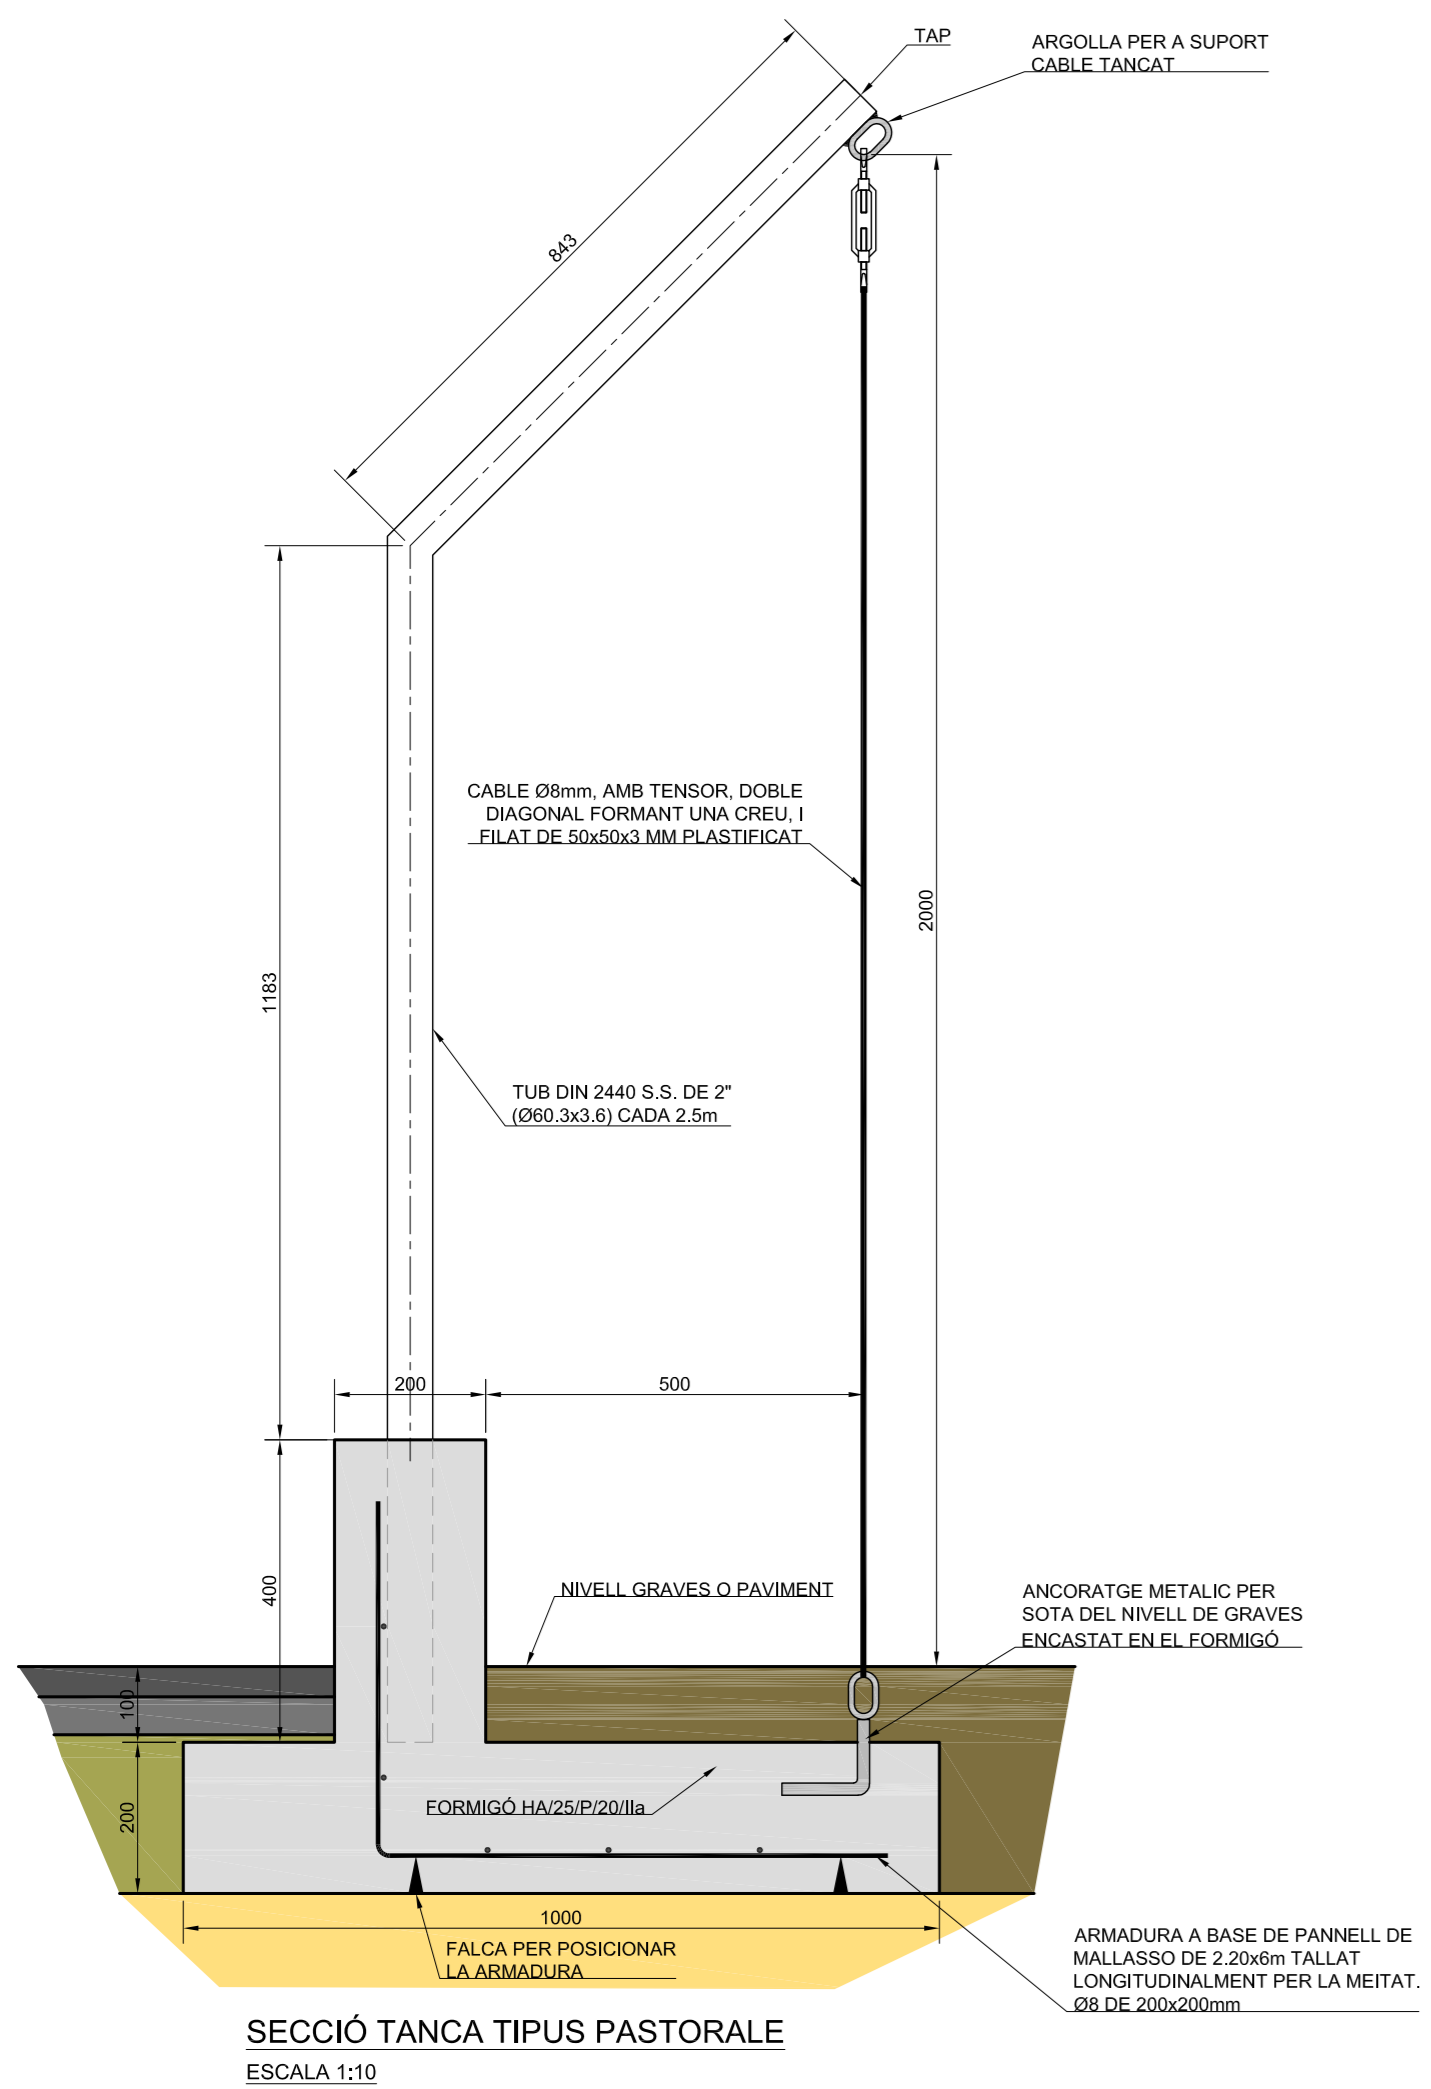 TAP
ARGOLLA PER A SUPORT
CABLE TANCAT
843
CABLE Ø8mm, AMB TENSOR, DOBLE
DIAGONAL FORMANT UNA CREU, I
FILAT DE 50x50x3 MM PLASTIFICAT
2000
1183
TUB DIN 2440 S.S. DE 2"
(Ø60.3x3.6) CADA 2.5m
200
500
400
NIVELL GRAVES O PAVIMENT
ANCORATGE METALIC PER
SOTA DEL NIVELL DE GRAVES
ENCASTAT EN EL FORMIGÓ
100
200
FORMIGÓ HA/25/P/20/IIa
1000
FALCA PER POSICIONAR
LA ARMADURA
ARMADURA A BASE DE PANNELL DE
MALLASSO DE 2.20x6m TALLAT
LONGITUDINALMENT PER LA MEITAT.
Ø8 DE 200x200mm
SECCIÓ TANCA TIPUS PASTORALE
ESCALA 1:10